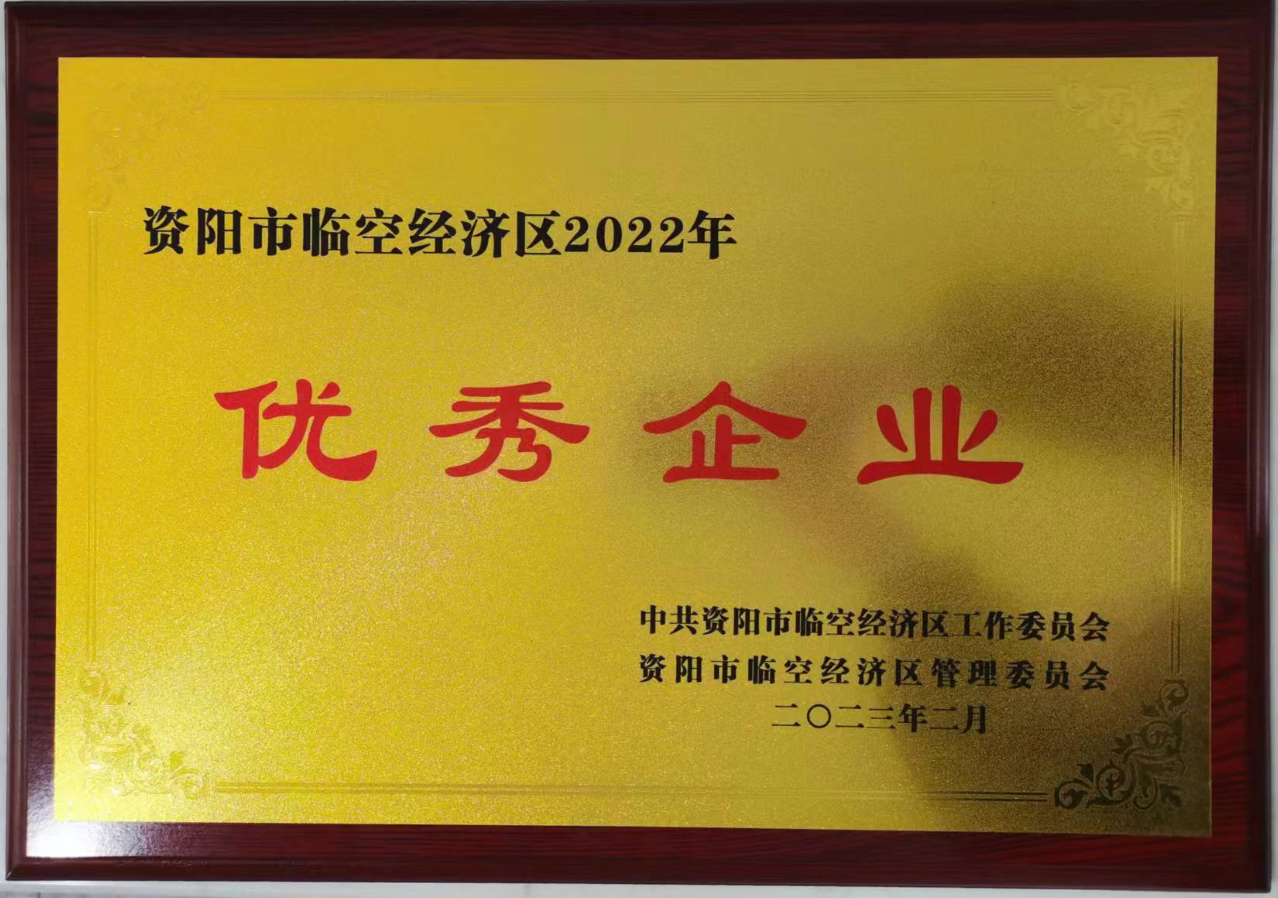 资阳市临空经济区2022年
优秀企业
中共资阳市临空经济区工作委员会
资阳市临空经济区管理委员会
二〇二三年二月